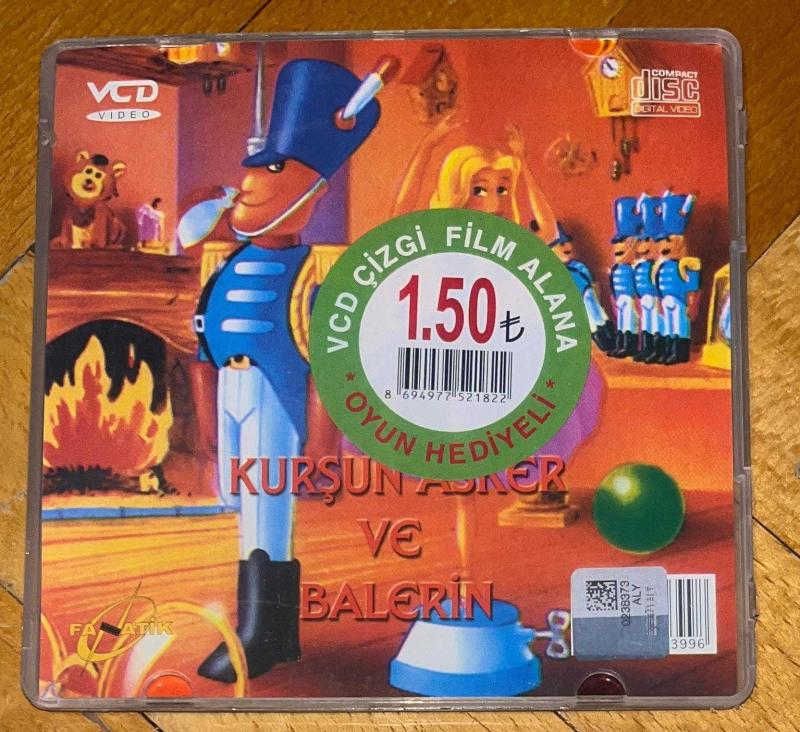 VCD
VIDEO
COMPACT
disc
DIGITAL VIDEO
VCD ÇİZGİ FİLM ALANA
1.50₺
8 694977 521822
* OYUN HEDİYELİ *
KURŞUN ASKER
VE
BALERİN
FANATİK
0238373
ALY
3996